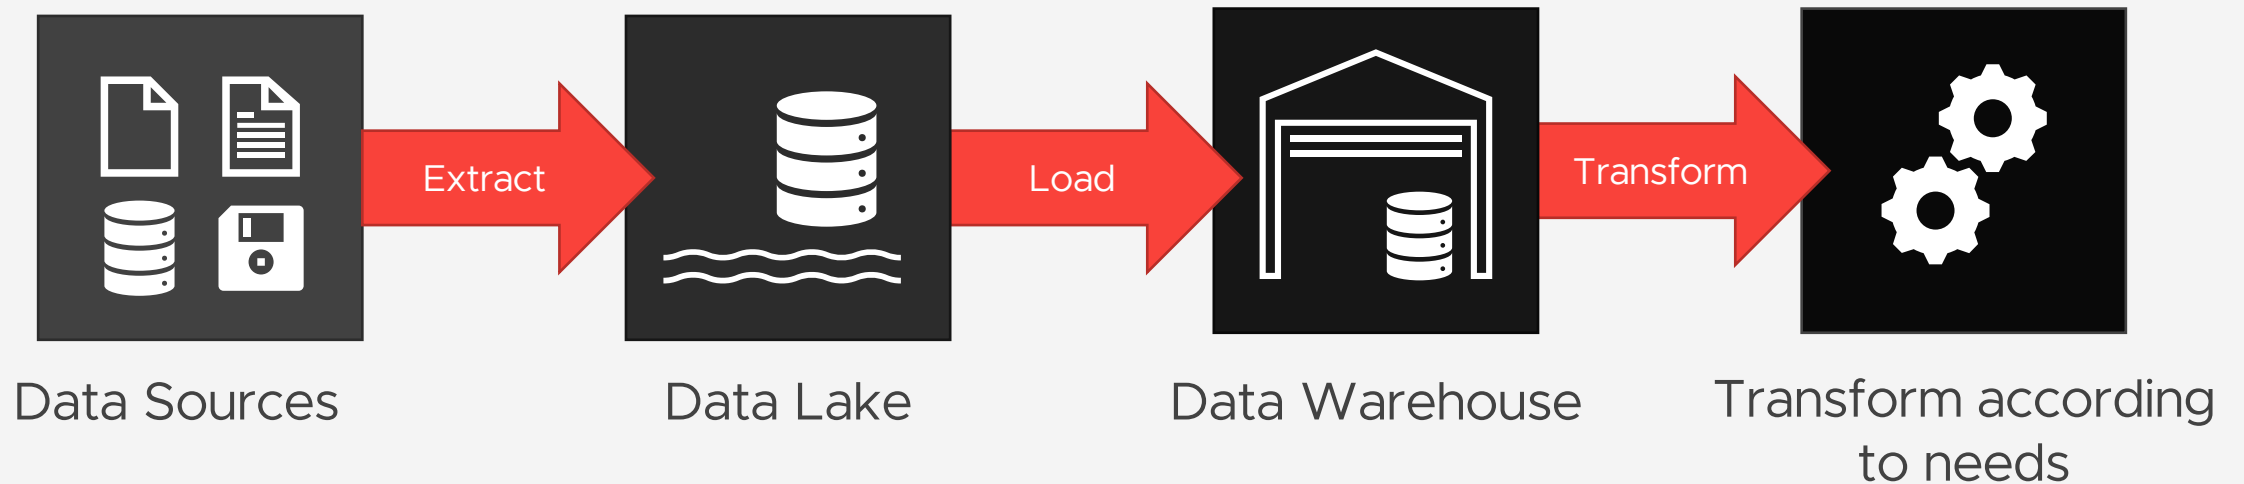 Extract
Load
Transform
Data Sources
Data Lake
Data Warehouse
Transform according
to needs